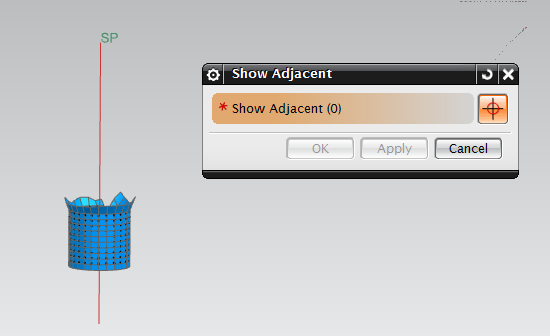 SP
Show Adjacent
* Show Adjacent (0)
OK
Apply
Cancel